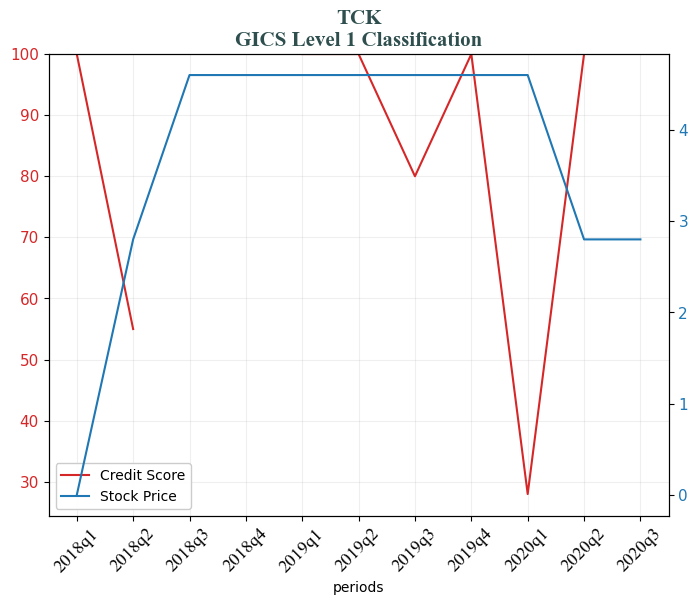 TCK
GICS Level 1 Classification
100
90
80
70
60
50
40
30
4
3
2
1
0
Credit Score
Stock Price
2018q1
2018q2
2018q3
2018q4
2019q1
2019q2
2019q3
2019q4
2020q1
2020q2
2020q3
periods